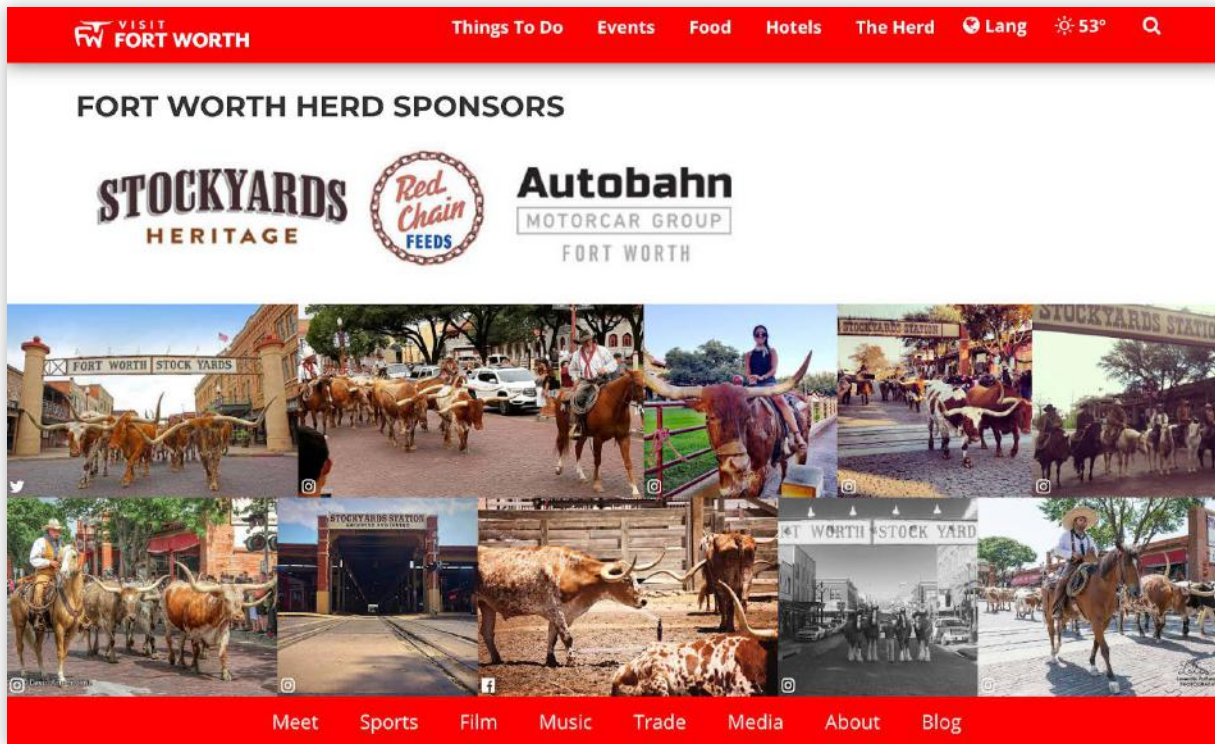 VISIT
FORT WORTH
Things To Do
Events
Food
Hotels
The Herd
Lang
53°
FORT WORTH HERD SPONSORS
STOCKYARDS
HERITAGE
Red
Chain
FEEDS
Autobahn
MOTORCAR GROUP
FORT WORTH
FORT WORTH STOCK YARDS
STOCKYARDS STATION
STOCKYARDS STATION
STOCKYARDS STATION
RT WORTH STOCK YARD
Meet
Sports
Film
Music
Trade
Media
About
Blog